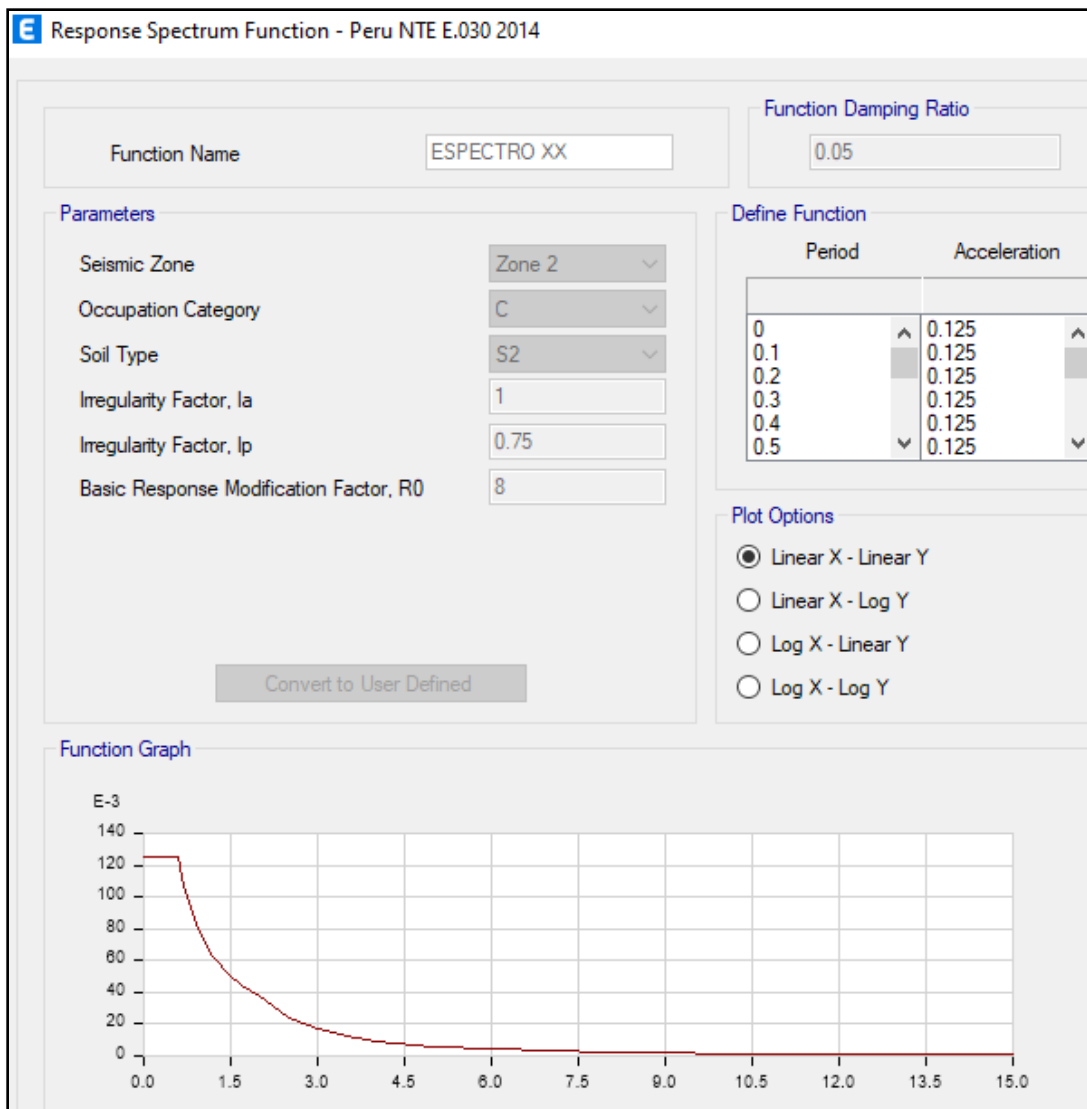 E Response Spectrum Function - Peru NTE E.030 2014
Function Name
ESPECTRO XX
Function Damping Ratio
0.05
Parameters
Seismic Zone
Zone 2
Occupation Category
C
Soil Type
S2
Irregularity Factor, Ia
1
Irregularity Factor, Ip
0.75
Basic Response Modification Factor, R0
8
Convert to User Defined
Define Function
Period Acceleration
0 0.125
0.1 0.125
0.2 0.125
0.3 0.125
0.4 0.125
0.5 0.125
Plot Options
Linear X - Linear Y
Linear X - Log Y
Log X - Linear Y
Log X - Log Y
Function Graph
E-3
140
120
100
80
60
40
20
0
0.0 1.5 3.0 4.5 6.0 7.5 9.0 10.5 12.0 13.5 15.0